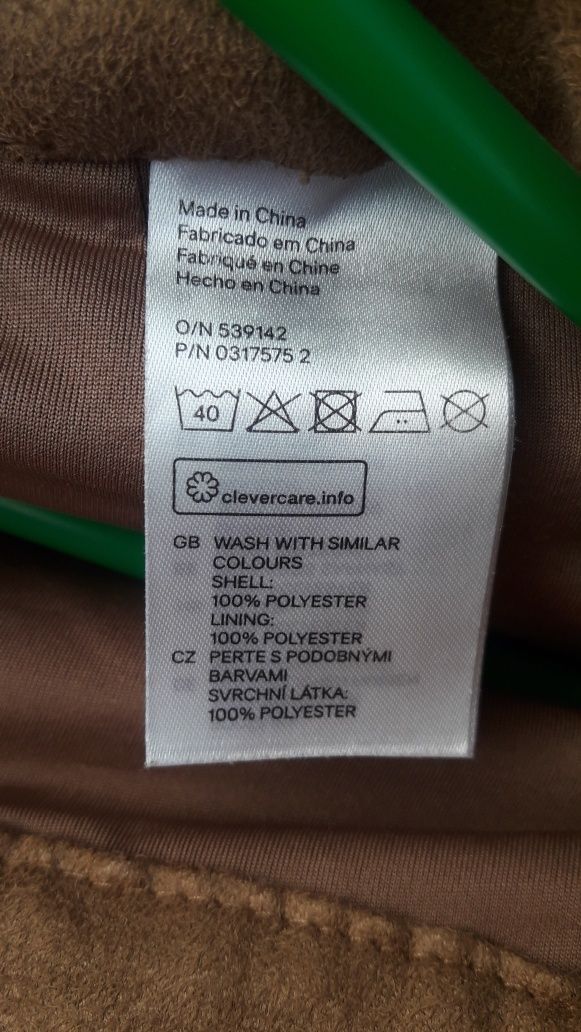 Made in China
Fabricado em China
Fabriqué en Chine
Hecho en China
O/N 539142
P/N 0317575 2
40
clevercare.info
GB WASH WITH SIMILAR
COLOURS
SHELL:
100% POLYESTER
LINING:
100% POLYESTER
CZ PERTE S PODOBNÝMI
BARVAMI
SVRCHNÍ LÁTKA:
100% POLYESTER